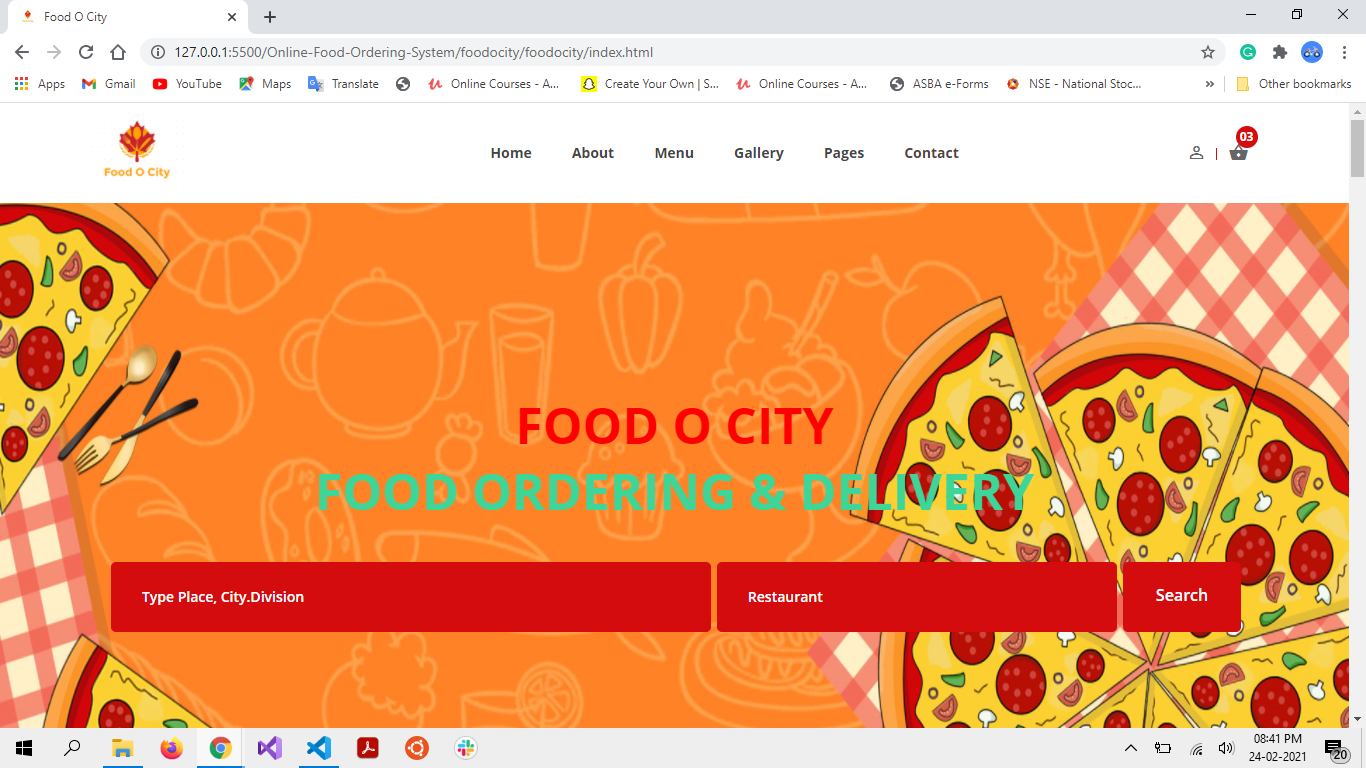 Food O City
127.0.0.1:5500/Online-Food-Ordering-System/foodocity/foodocity/index.html
Apps Gmail YouTube Maps Translate Online Courses - A... Create Your Own | S... Online Courses - A... ASBA e-Forms NSE - National Stoc... » Other bookmarks
Food O City
Home About Menu Gallery Pages Contact
03
FOOD O CITY
FOOD ORDERING & DELIVERY
Type Place, City.Division Restaurant Search
08:41 PM
24-02-2021
20